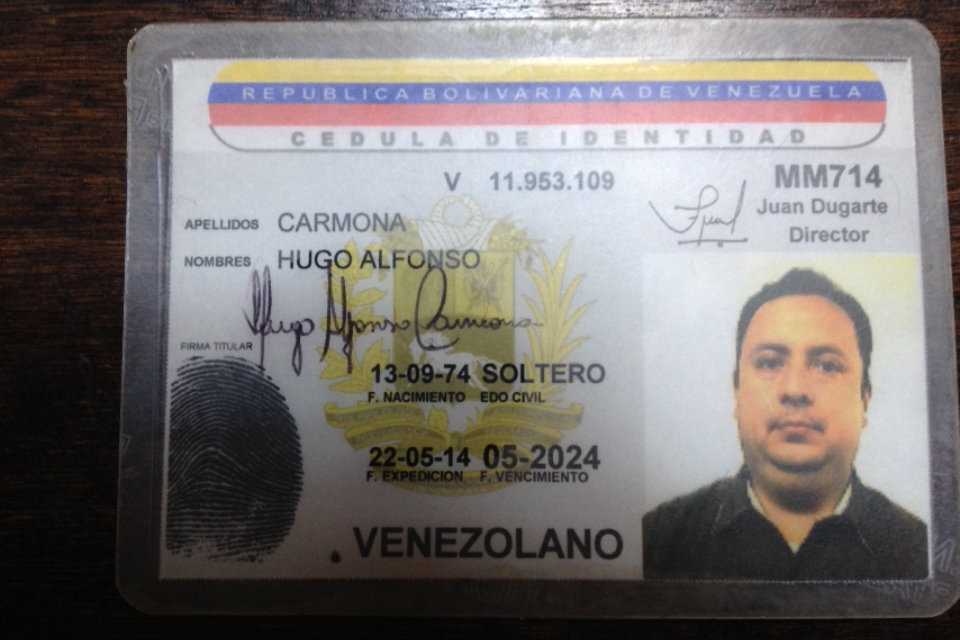 REPUBLICA BOLIVARIANA DE VENEZUELA
CEDULA DE IDENTIDAD
V 11.953.109
MM714
Juan Dugarte
Director
APELLIDOS CARMONA
NOMBRES HUGO ALFONSO
Hugo Alfonso Carmona
FIRMA TITULAR
13-09-74 SOLTERO
F. NACIMIENTO EDO CIVIL
22-05-14 05-2024
F. EXPEDICION F. VENCIMIENTO
VENEZOLANO